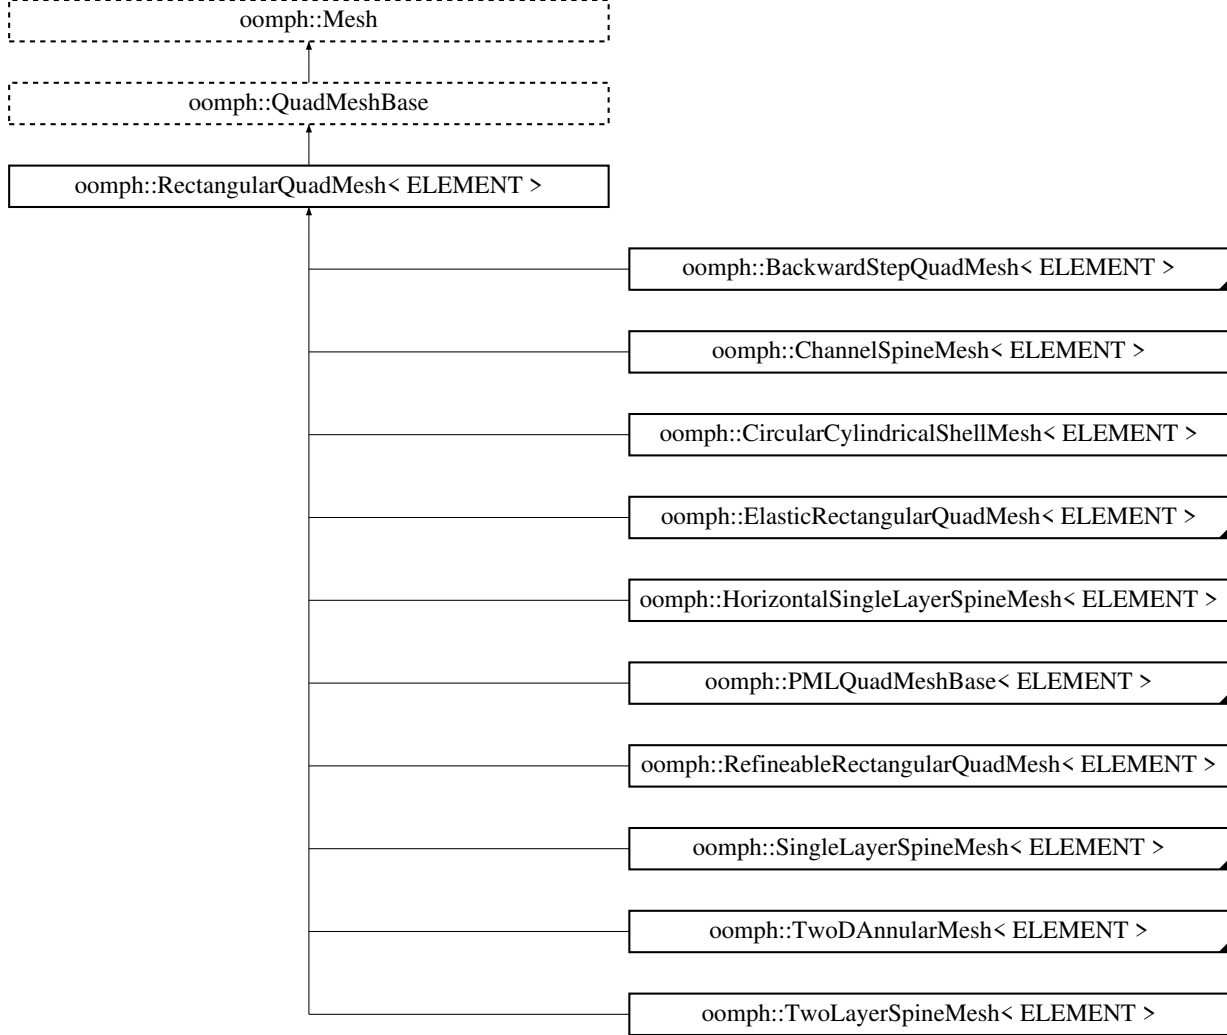 oomph::Mesh
oomph::QuadMeshBase
oomph::RectangularQuadMesh< ELEMENT >
oomph::BackwardStepQuadMesh< ELEMENT >
oomph::ChannelSpineMesh< ELEMENT >
oomph::CircularCylindricalShellMesh< ELEMENT >
oomph::ElasticRectangularQuadMesh< ELEMENT >
oomph::HorizontalSingleLayerSpineMesh< ELEMENT >
oomph::PMLQuadMeshBase< ELEMENT >
oomph::RefineableRectangularQuadMesh< ELEMENT >
oomph::SingleLayerSpineMesh< ELEMENT >
oomph::TwoDAnnularMesh< ELEMENT >
oomph::TwoLayerSpineMesh< ELEMENT >